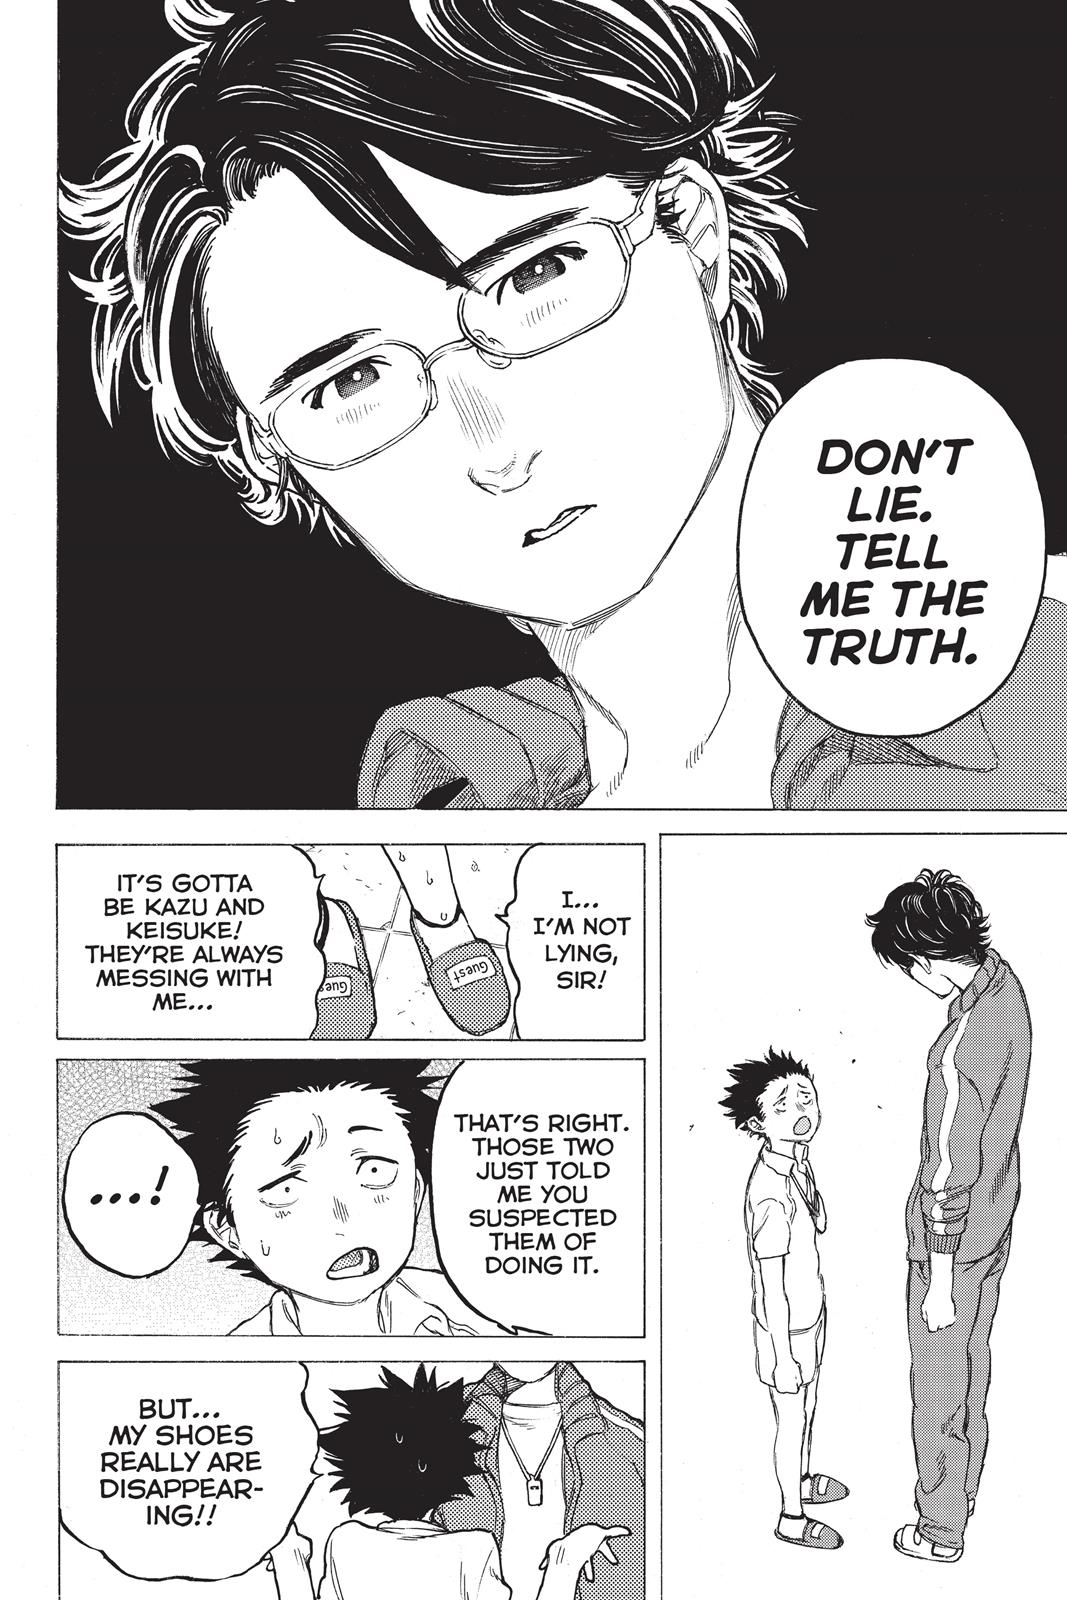 DON'T
LIE.
TELL
ME THE
TRUTH.
I...
I'M NOT
LYING,
SIR!
Guest
Gues
IT'S GOTTA
BE KAZU AND
KEISUKE!
THEY'RE ALWAYS
MESSING WITH
ME...
THAT'S RIGHT.
THOSE TWO
JUST TOLD
ME YOU
SUSPECTED
THEM OF
DOING IT.
...!
BUT...
MY SHOES
REALLY ARE
DISAPPEAR-
ING!!